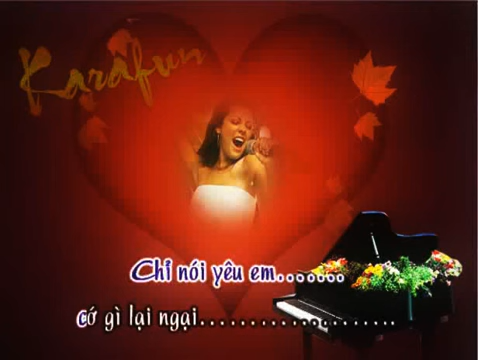 Karafun
Chỉ nói yêu em........
cớ gì lại ngại......................